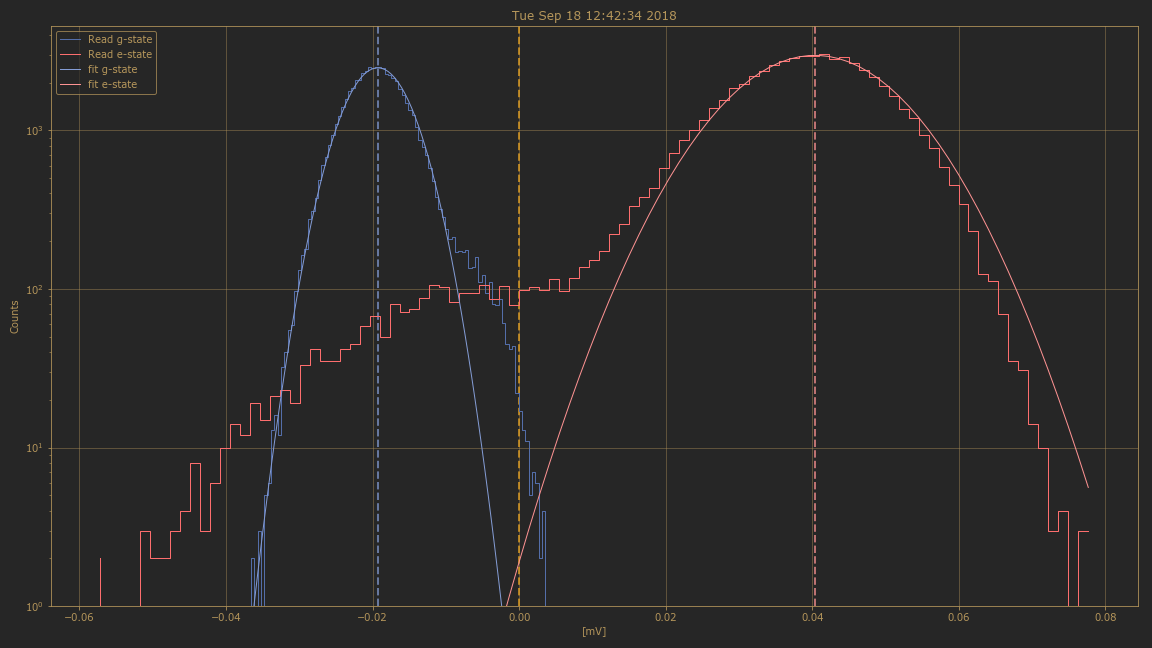 Tue Sep 18 12:42:34 2018
Read g-state
Read e-state
fit g-state
fit e-state
10³
10²
10¹
10⁰
Counts
−0.06 −0.04 −0.02 0.00 0.02 0.04 0.06 0.08
[mV]